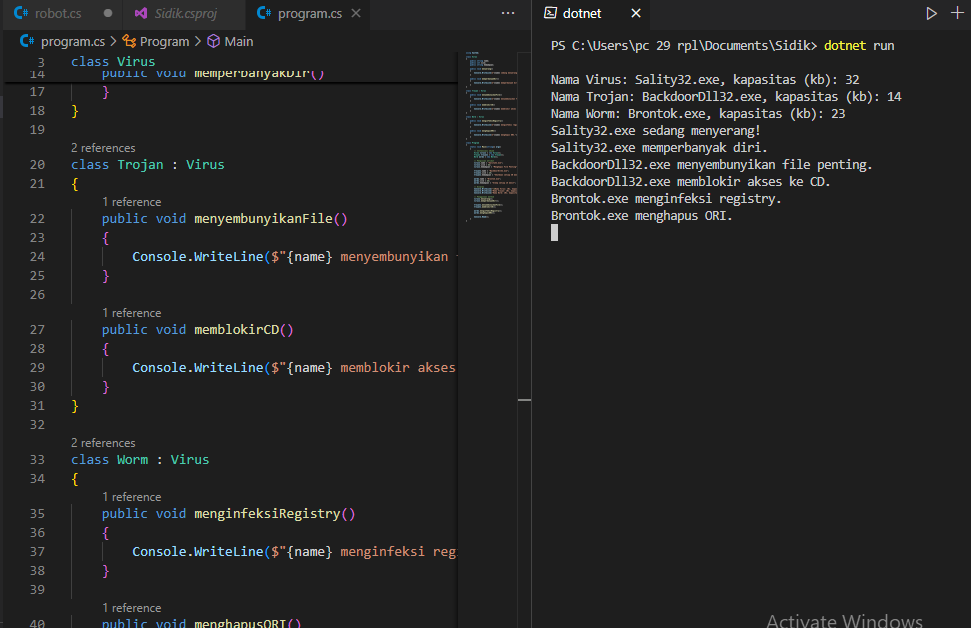 robot.cs
Sidik.csproj
program.cs
program.cs > Program > Main
3 class Virus
14 public void memperbanyakDir()
17 }
18 }
19
2 references
20 class Trojan : Virus
21 {
1 reference
22 public void menyembunyikanFile()
23 {
24 Console.WriteLine($"{name} menyembunyikan
25 }
26
1 reference
27 public void memblokirCD()
28 {
29 Console.WriteLine($"{name} memblokir akses
30 }
31 }
32
2 references
33 class Worm : Virus
34 {
1 reference
35 public void menginfeksiRegistry()
36 {
37 Console.WriteLine($"{name} menginfeksi reg
38 }
39
1 reference
40 public void menghapusORI()
dotnet
PS C:\Users\pc 29 rpl\Documents\Sidik> dotnet run
Nama Virus: Sality32.exe, kapasitas (kb): 32
Nama Trojan: BackdoorDll32.exe, kapasitas (kb): 14
Nama Worm: Brontok.exe, kapasitas (kb): 23
Sality32.exe sedang menyerang!
Sality32.exe memperbanyak diri.
BackdoorDll32.exe menyembunyikan file penting.
BackdoorDll32.exe memblokir akses ke CD.
Brontok.exe menginfeksi registry.
Brontok.exe menghapus ORI.
Activate Windows